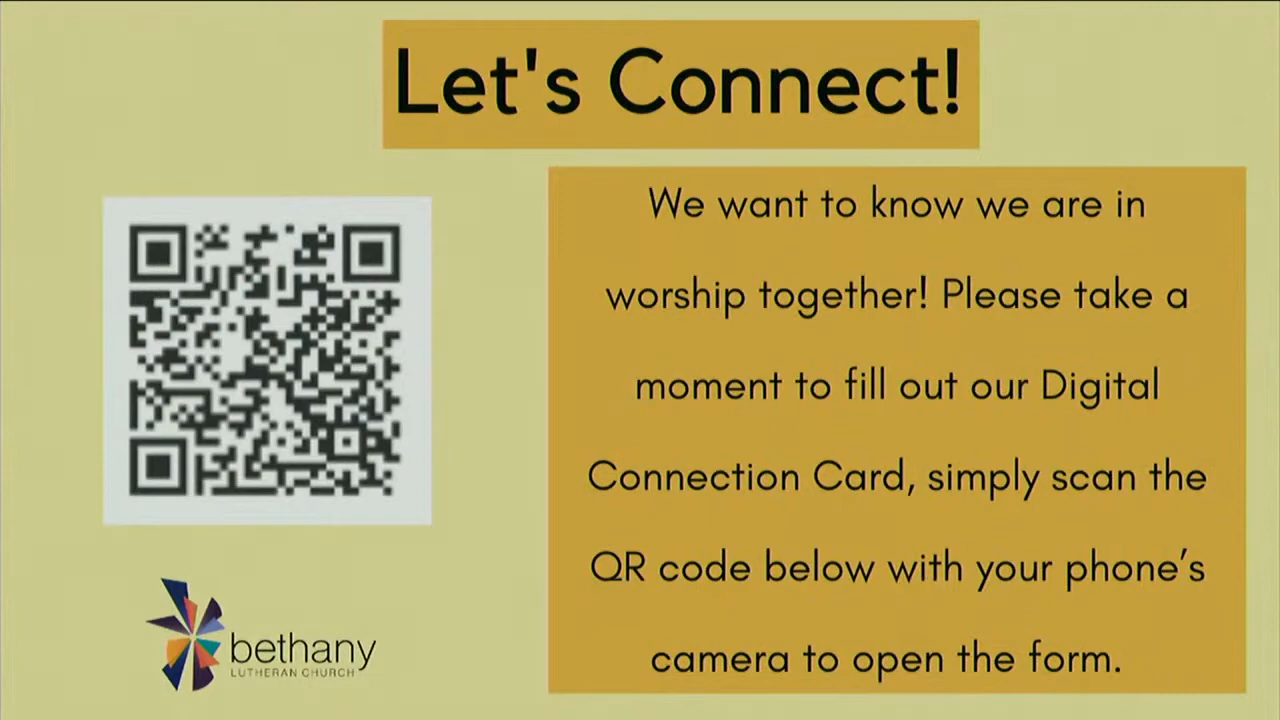 Let's Connect!
We want to know we are in
worship together! Please take a
moment to fill out our Digital
Connection Card, simply scan the
QR code below with your phone’s
camera to open the form.
bethany
LUTHERAN CHURCH